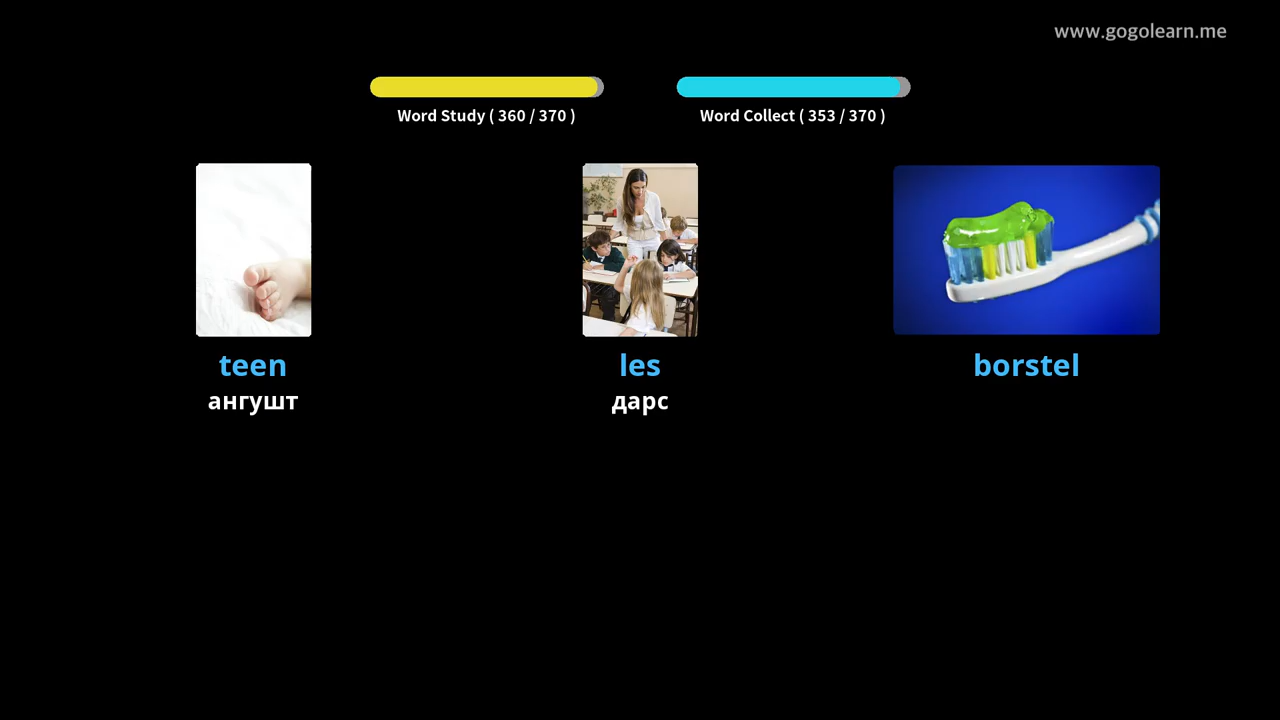 www.gogolearn.me
Word Study ( 360 / 370 )
Word Collect ( 353 / 370 )
teen
les
borstel
ангушт
дарс